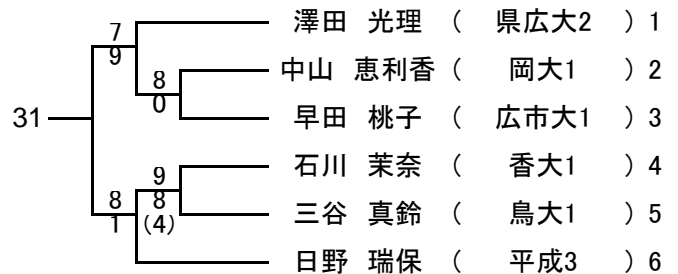 澤田 光理 ( 県広大2 ) 1
7
9
中山 恵利香 ( 岡大1 ) 2
8
0
31
早田 桃子 ( 広市大1 ) 3
石川 茉奈 ( 香大1 ) 4
9
8
(4)
8
1
三谷 真鈴 ( 鳥大1 ) 5
日野 瑞保 ( 平成3 ) 6